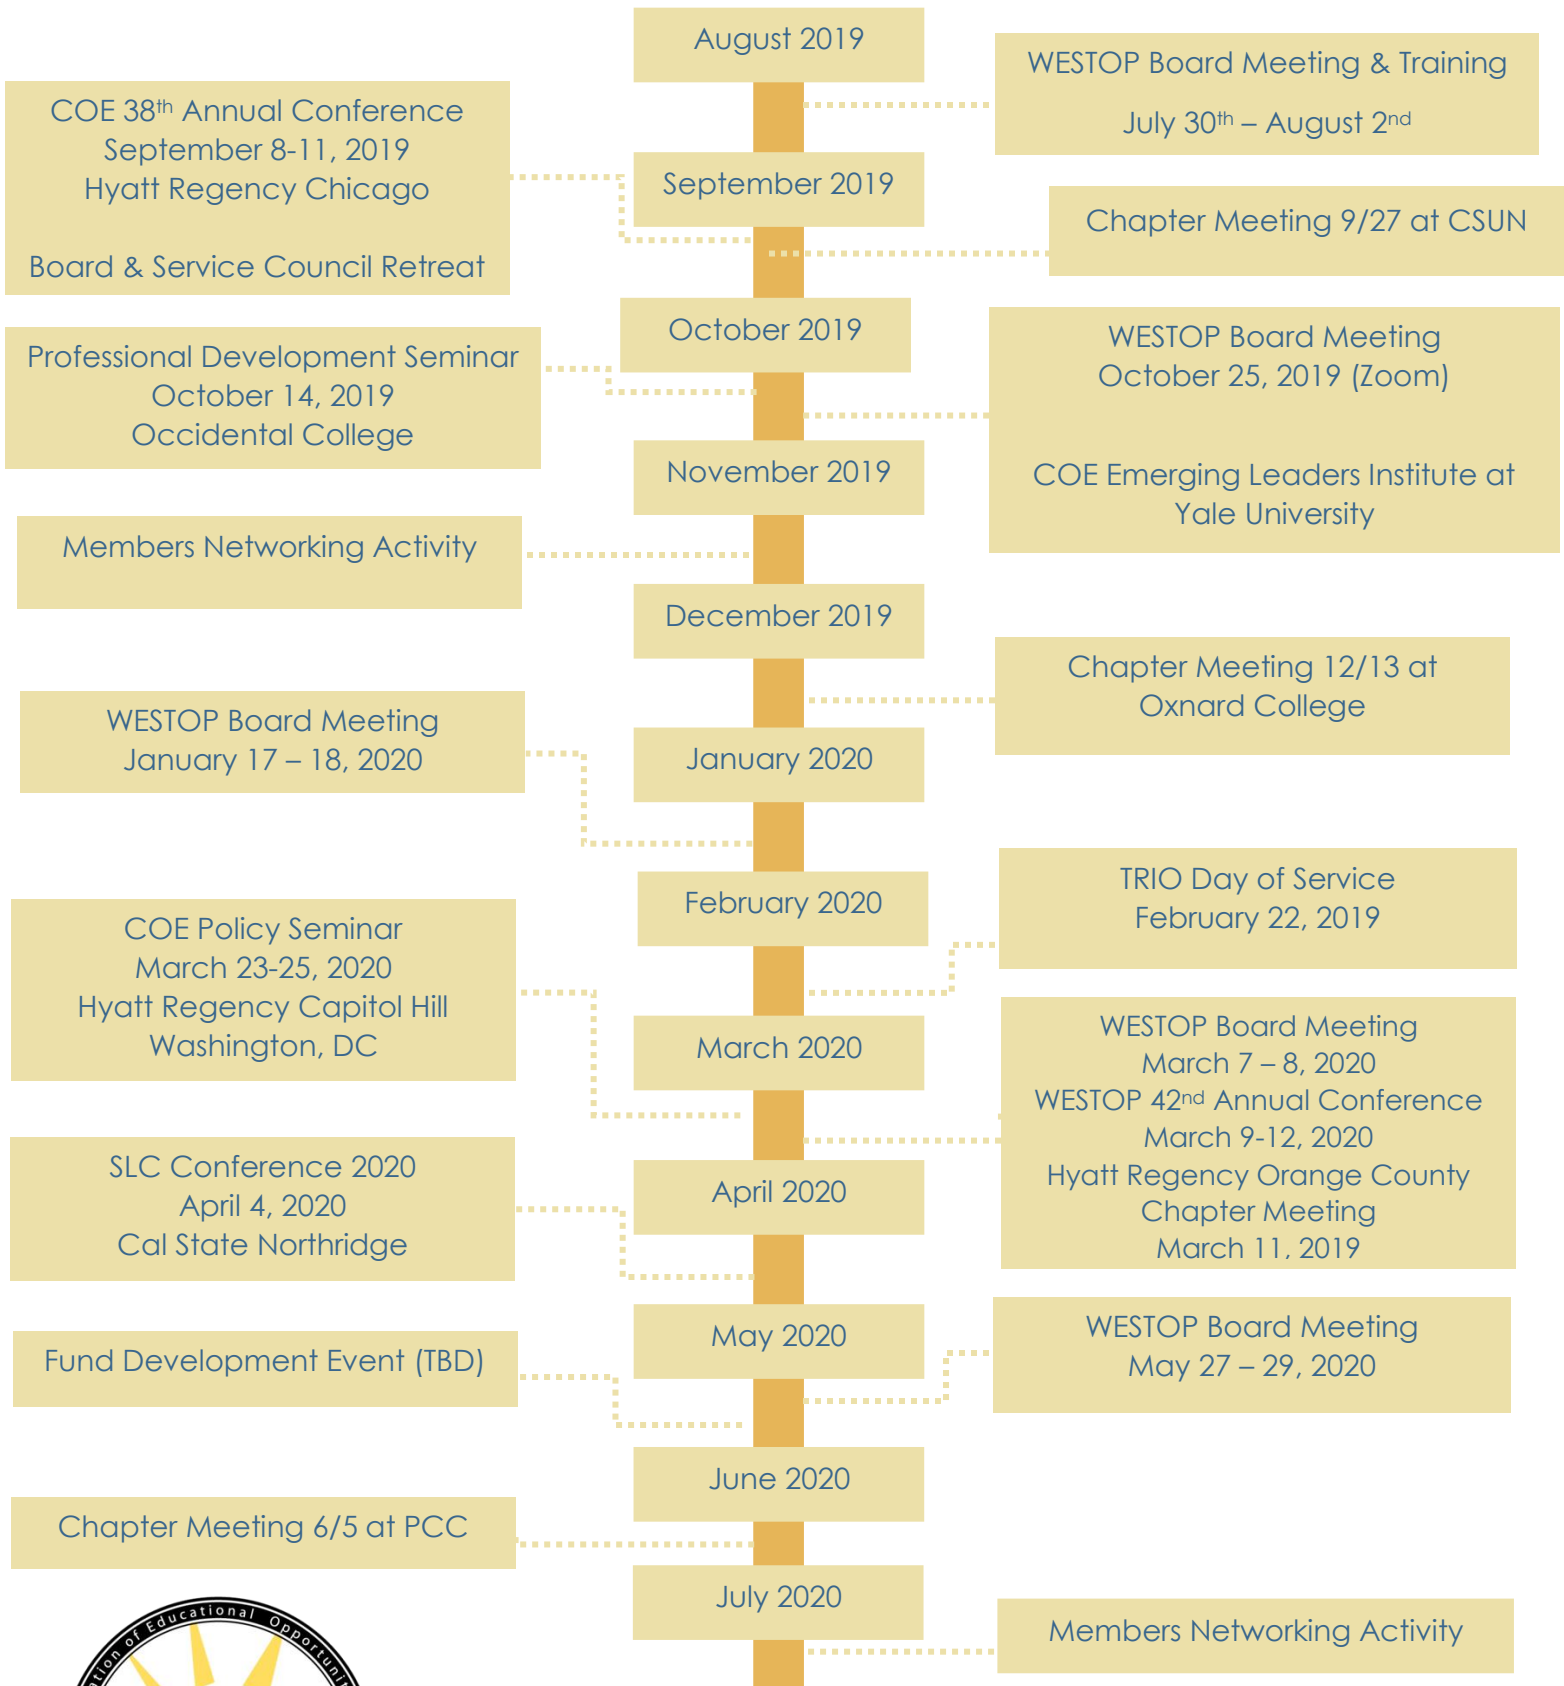 August 2019
WESTOP Board Meeting & Training
July 30th – August 2nd
COE 38th Annual Conference
September 8-11, 2019
Hyatt Regency Chicago
Board & Service Council Retreat
September 2019
Chapter Meeting 9/27 at CSUN
October 2019
Professional Development Seminar
October 14, 2019
Occidental College
WESTOP Board Meeting
October 25, 2019 (Zoom)
COE Emerging Leaders Institute at
Yale University
November 2019
Members Networking Activity
December 2019
Chapter Meeting 12/13 at
Oxnard College
WESTOP Board Meeting
January 17 – 18, 2020
January 2020
February 2020
TRIO Day of Service
February 22, 2019
COE Policy Seminar
March 23-25, 2020
Hyatt Regency Capitol Hill
Washington, DC
March 2020
WESTOP Board Meeting
March 7 – 8, 2020
WESTOP 42nd Annual Conference
March 9-12, 2020
Hyatt Regency Orange County
Chapter Meeting
March 11, 2019
SLC Conference 2020
April 4, 2020
Cal State Northridge
April 2020
May 2020
Fund Development Event (TBD)
WESTOP Board Meeting
May 27 – 29, 2020
June 2020
Chapter Meeting 6/5 at PCC
July 2020
Members Networking Activity
of Educational